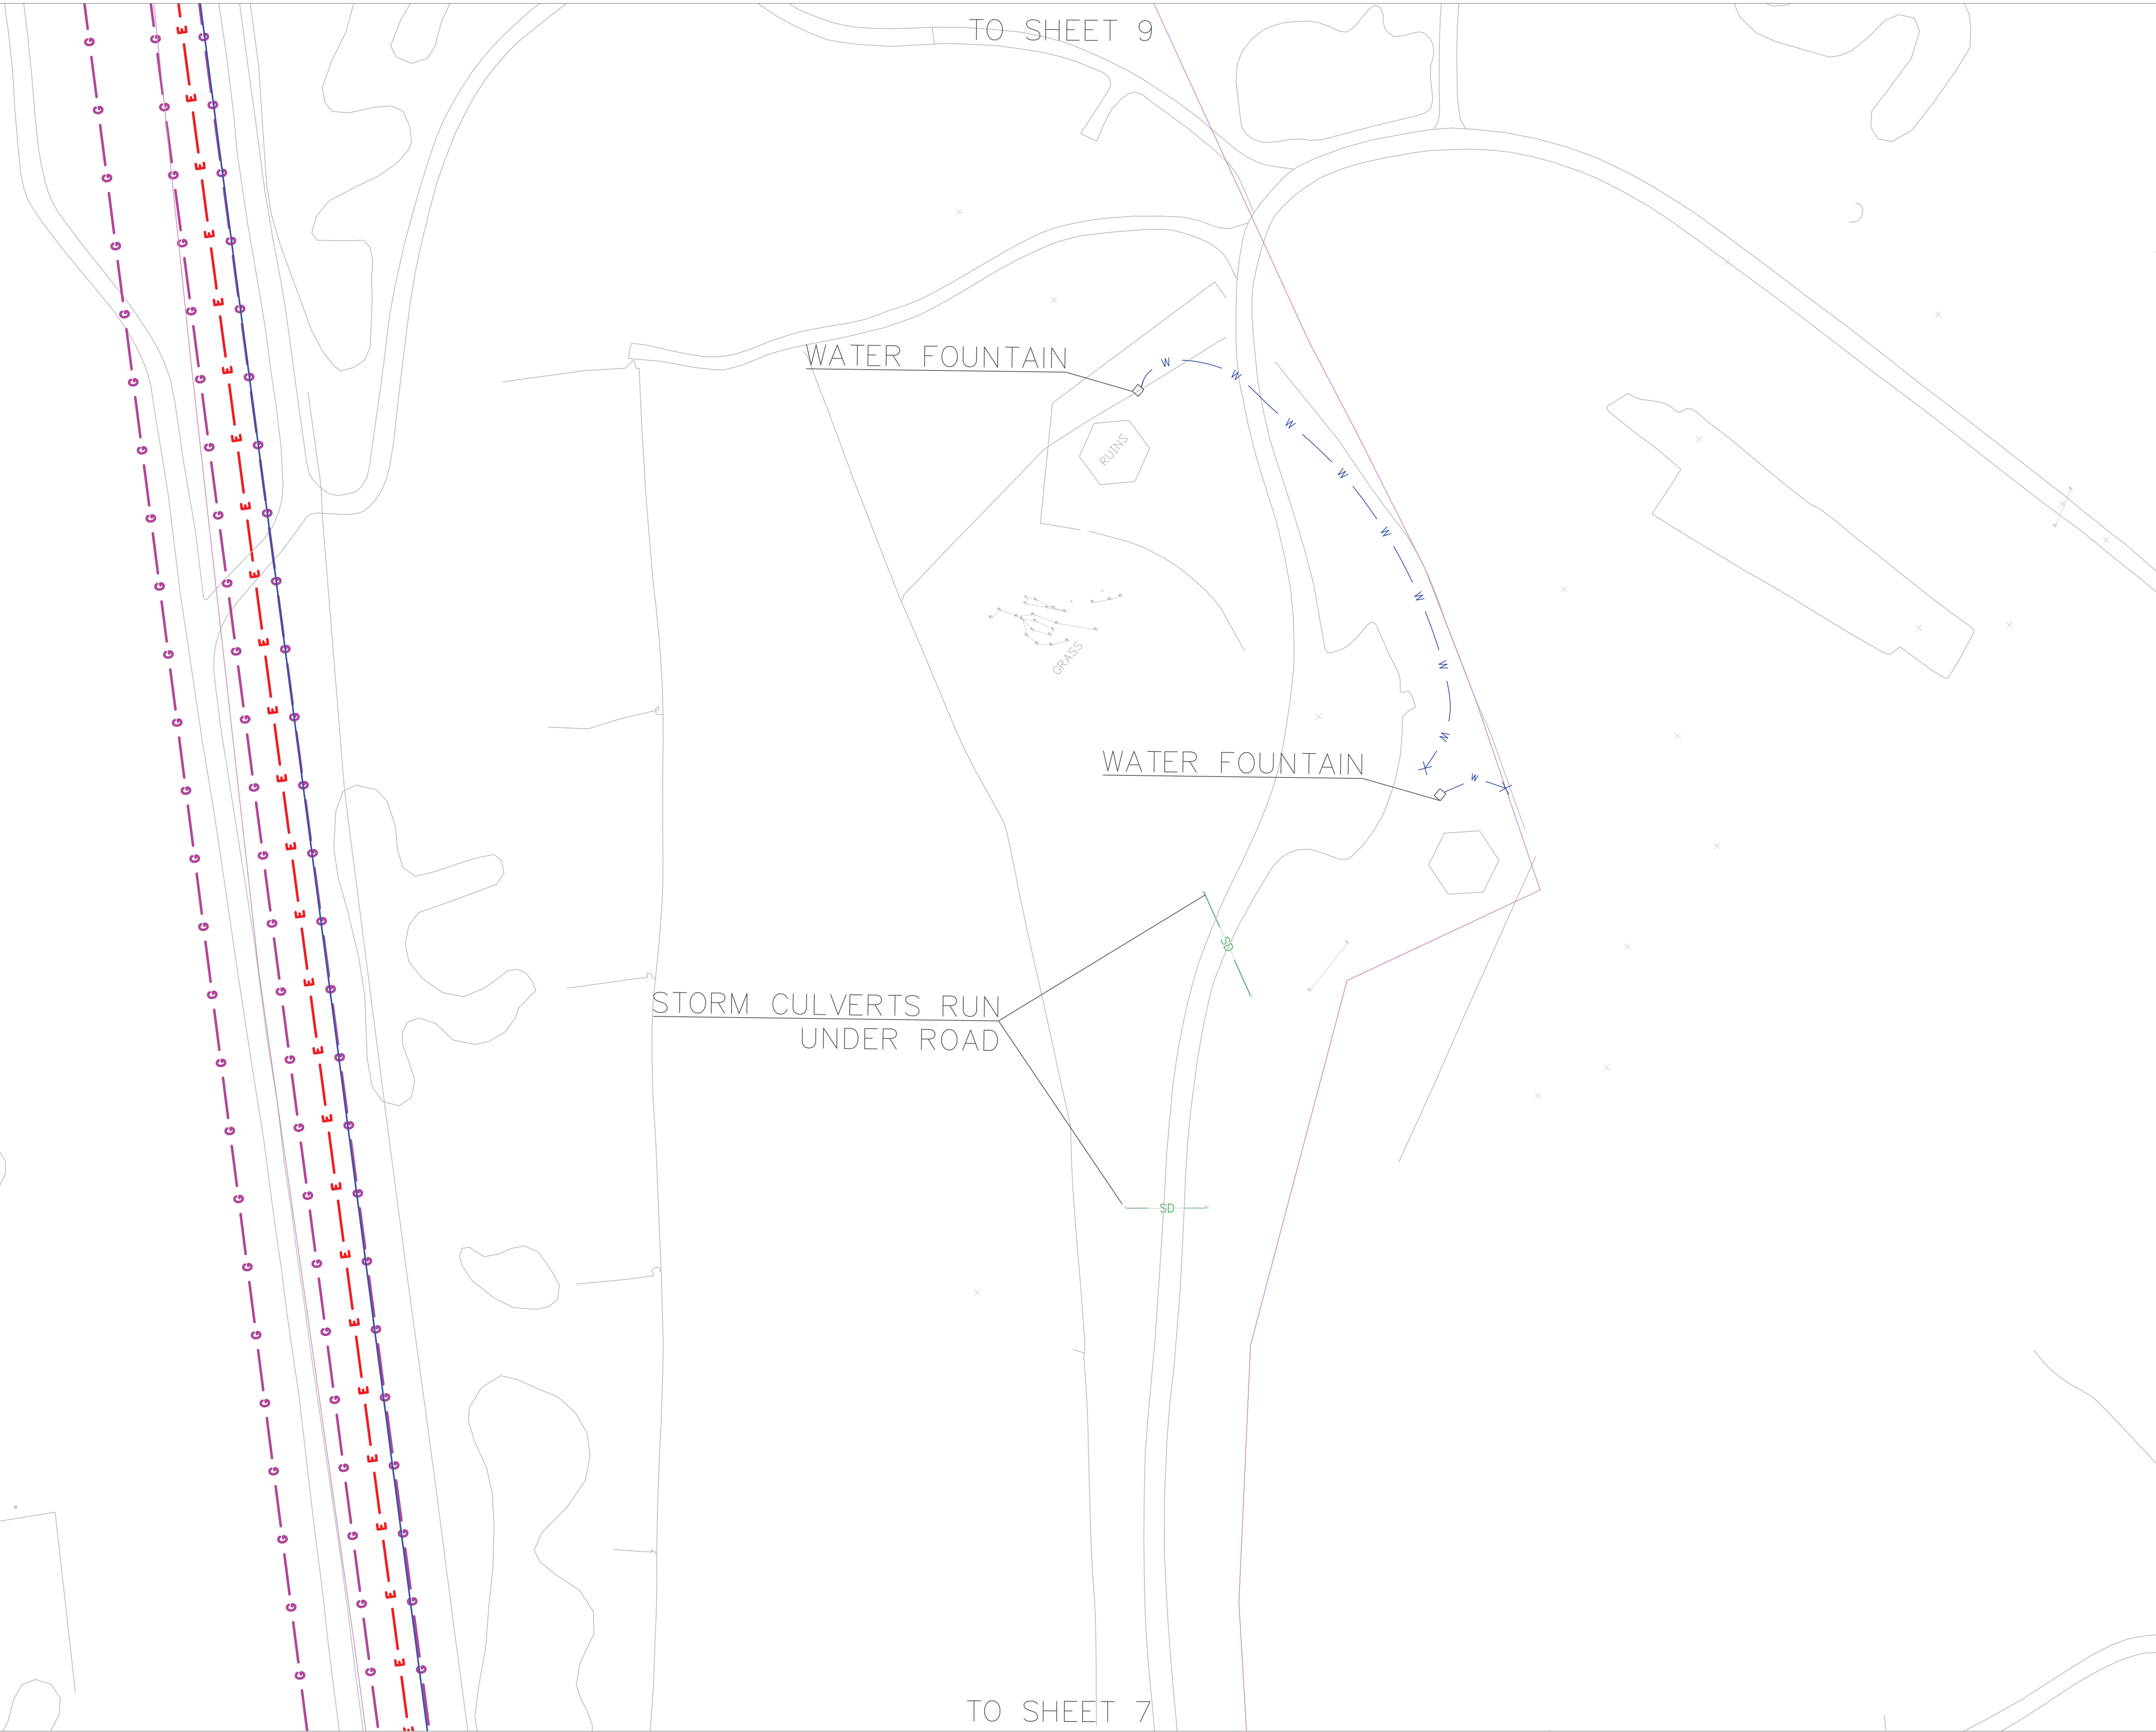 TO SHEET 9
WATER FOUNTAIN
RUINS
GRASS
WATER FOUNTAIN
STORM CULVERTS RUN
UNDER ROAD
SD
SD
TO SHEET 7